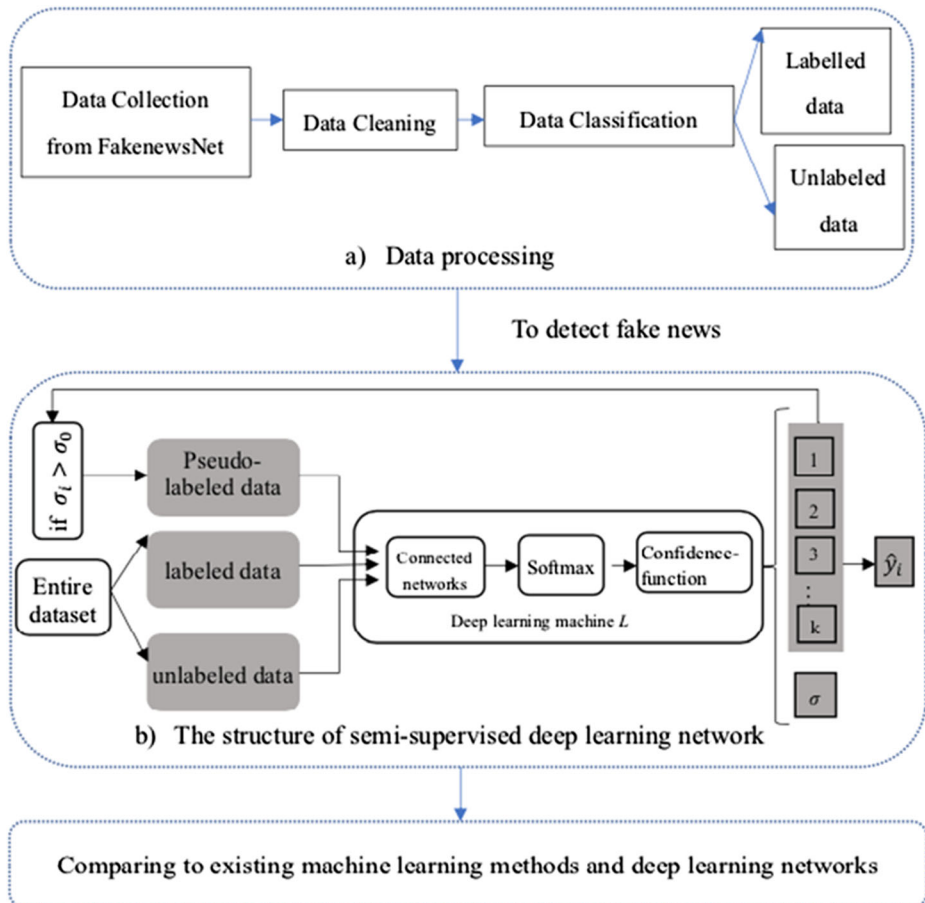 Data Collection
from FakenewsNet
Data Cleaning
Data Classification
Labelled
data
Unlabeled
data
a) Data processing
To detect fake news
if σi > σ0
Pseudo-
labeled data
Entire
dataset
labeled data
unlabeled data
Connected
networks
Softmax
Confidence-
function
Deep learning machine L
1
2
3
⋮
k
σ
ŷi
b) The structure of semi-supervised deep learning network
Comparing to existing machine learning methods and deep learning networks